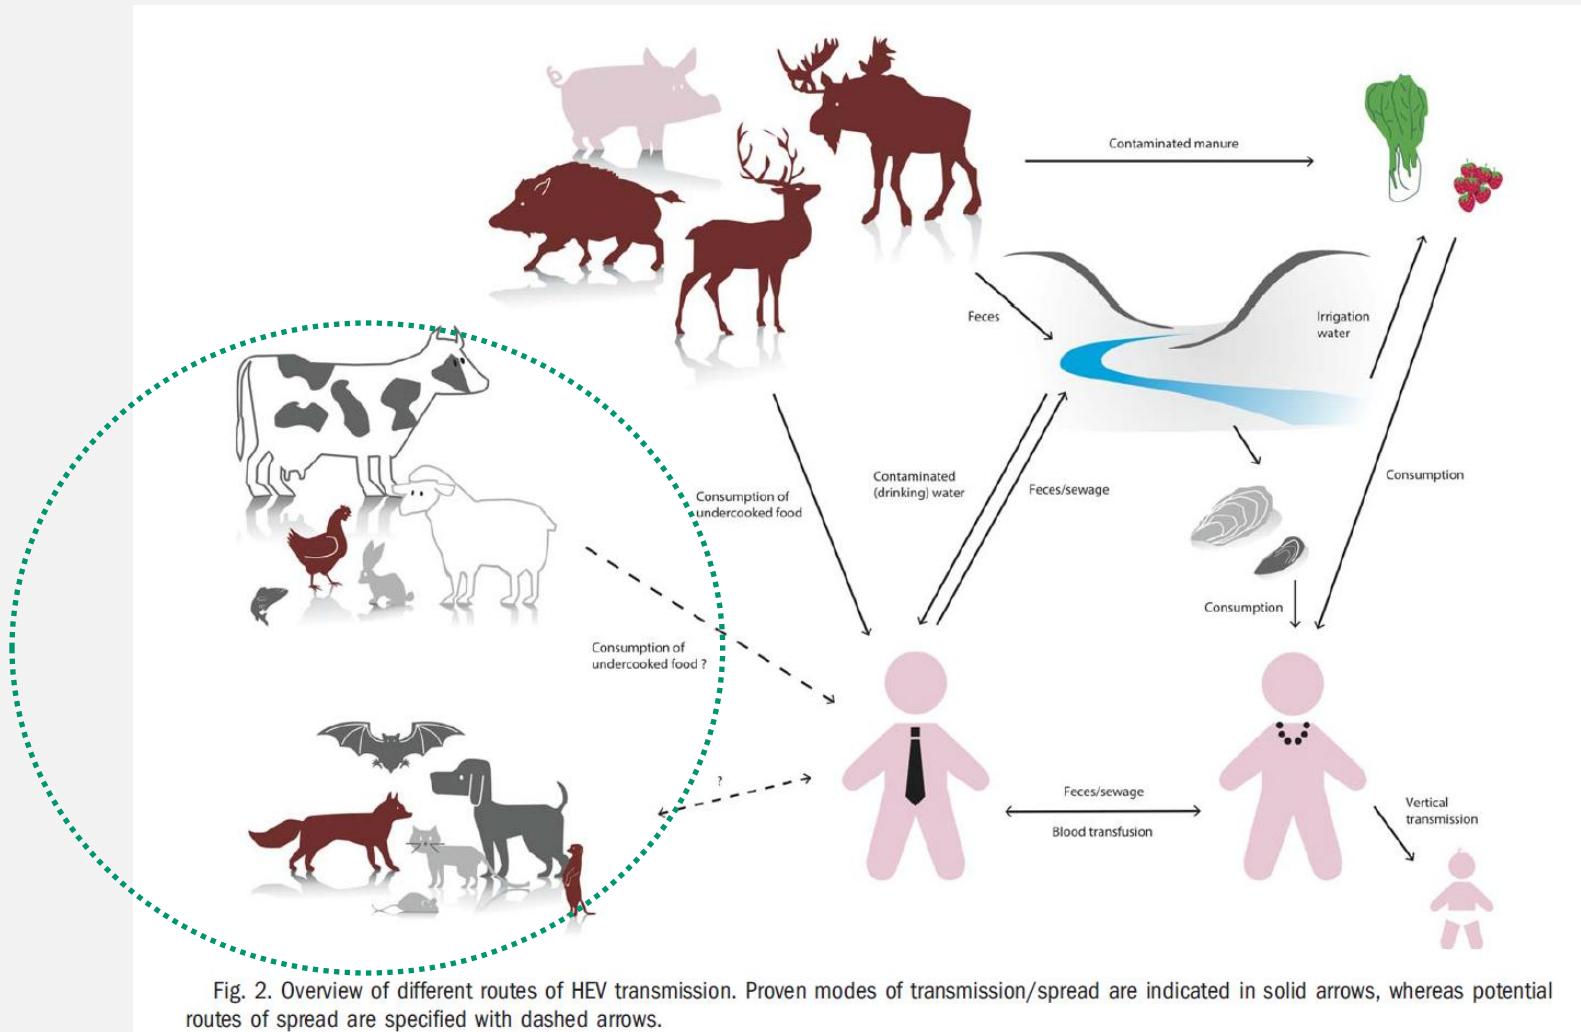 Contaminated manure
Feces
Irrigation
water
Consumption of
undercooked food
Contaminated
(drinking) water
Feces/sewage
Consumption
Consumption
Consumption of
undercooked food ?
?
Feces/sewage
Blood transfusion
Vertical
transmission
Fig. 2. Overview of different routes of HEV transmission. Proven modes of transmission/spread are indicated in solid arrows, whereas potential
routes of spread are specified with dashed arrows.